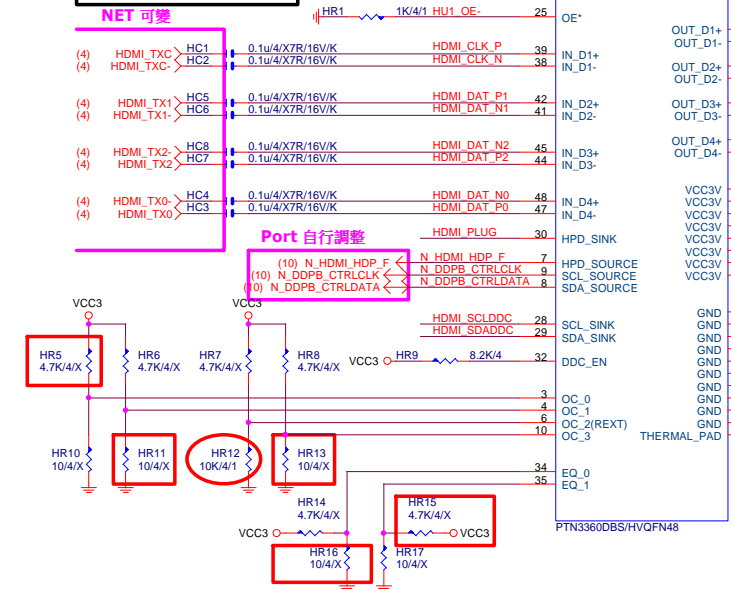 NET 可變
HR1 1K/4/1 HU1_OE- 25 OE*
OUT_D1+
OUT_D1-
(4) HDMI_TXC HC1 0.1u/4/X7R/16V/K HDMI_CLK_P 39 IN_D1+
(4) HDMI_TXC- HC2 0.1u/4/X7R/16V/K HDMI_CLK_N 38 IN_D1-
OUT_D2+
OUT_D2-
(4) HDMI_TX1 HC5 0.1u/4/X7R/16V/K HDMI_DAT_P1 42 IN_D2+ OUT_D3+
(4) HDMI_TX1- HC6 0.1u/4/X7R/16V/K HDMI_DAT_N1 41 IN_D2- OUT_D3-
OUT_D4+
(4) HDMI_TX2- HC8 0.1u/4/X7R/16V/K HDMI_DAT_N2 45 IN_D3+ OUT_D4-
(4) HDMI_TX2 HC7 0.1u/4/X7R/16V/K HDMI_DAT_P2 44 IN_D3-
VCC3V
(4) HDMI_TX0- HC4 0.1u/4/X7R/16V/K HDMI_DAT_N0 48 IN_D4+ VCC3V
(4) HDMI_TX0 HC3 0.1u/4/X7R/16V/K HDMI_DAT_P0 47 IN_D4- VCC3V
VCC3V
Port 自行調整 HDMI_PLUG 30 HPD_SINK VCC3V
VCC3V
(10) N_HDMI_HDP_F N_HDMI_HDP_F 7 HPD_SOURCE VCC3V
(10) N_DDPB_CTRLCLK N_DDPB_CTRLCLK 9 SCL_SOURCE VCC3V
(10) N_DDPB_CTRLDATA N_DDPB_CTRLDATA 8 SDA_SOURCE
VCC3 VCC3
GND
HDMI_SCLDDC 28 SCL_SINK GND
HDMI_SDADDC 29 SDA_SINK GND
GND
HR5 HR6 HR7 HR8 VCC3 HR9 8.2K/4 32 DDC_EN GND
4.7K/4/X 4.7K/4/X 4.7K/4/X 4.7K/4/X GND
GND
3 OC_0 GND
4 OC_1 GND
6 OC_2(REXT) GND
10 OC_3 THERMAL_PAD
HR10 HR11 HR12 HR13
10/4/X 10/4/X 10K/4/1 10/4/X
34 EQ_0
35 EQ_1
HR14 HR15
4.7K/4/X 4.7K/4/X
VCC3 VCC3
PTN3360DBS/HVQFN48
HR16 HR17
10/4/X 10/4/X